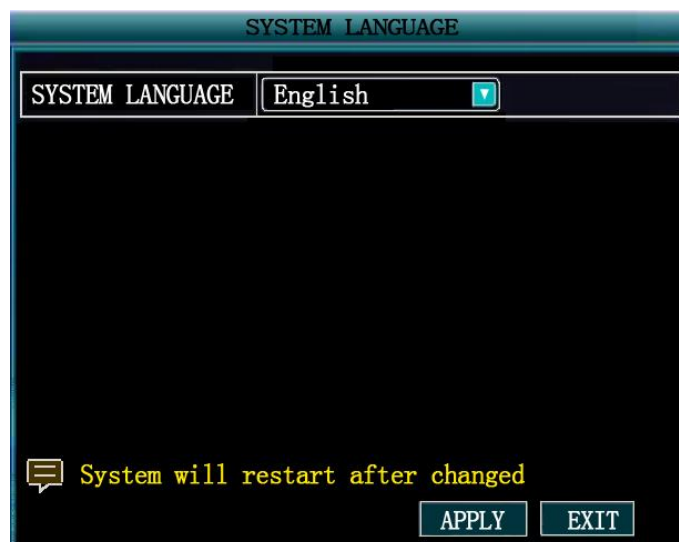 SYSTEM LANGUAGE
SYSTEM LANGUAGE English
System will restart after changed
APPLY EXIT